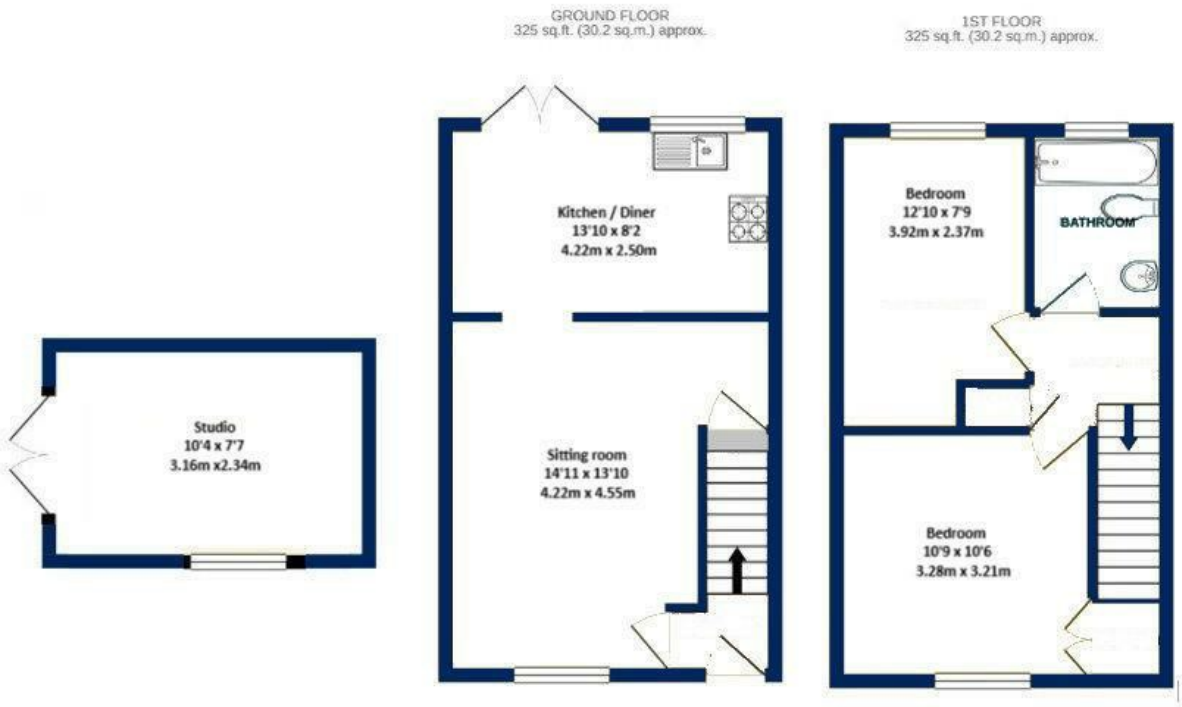 GROUND FLOOR
325 sq.ft. (30.2 sq.m.) approx.
1ST FLOOR
325 sq.ft. (30.2 sq.m.) approx.
Kitchen / Diner
13'10 x 8'2
4.22m x 2.50m
Bedroom
12'10 x 7'9
3.92m x 2.37m
BATHROOM
Studio
10'4 x 7'7
3.16m x2.34m
Sitting room
14'11 x 13'10
4.22m x 4.55m
Bedroom
10'9 x 10'6
3.28m x 3.21m